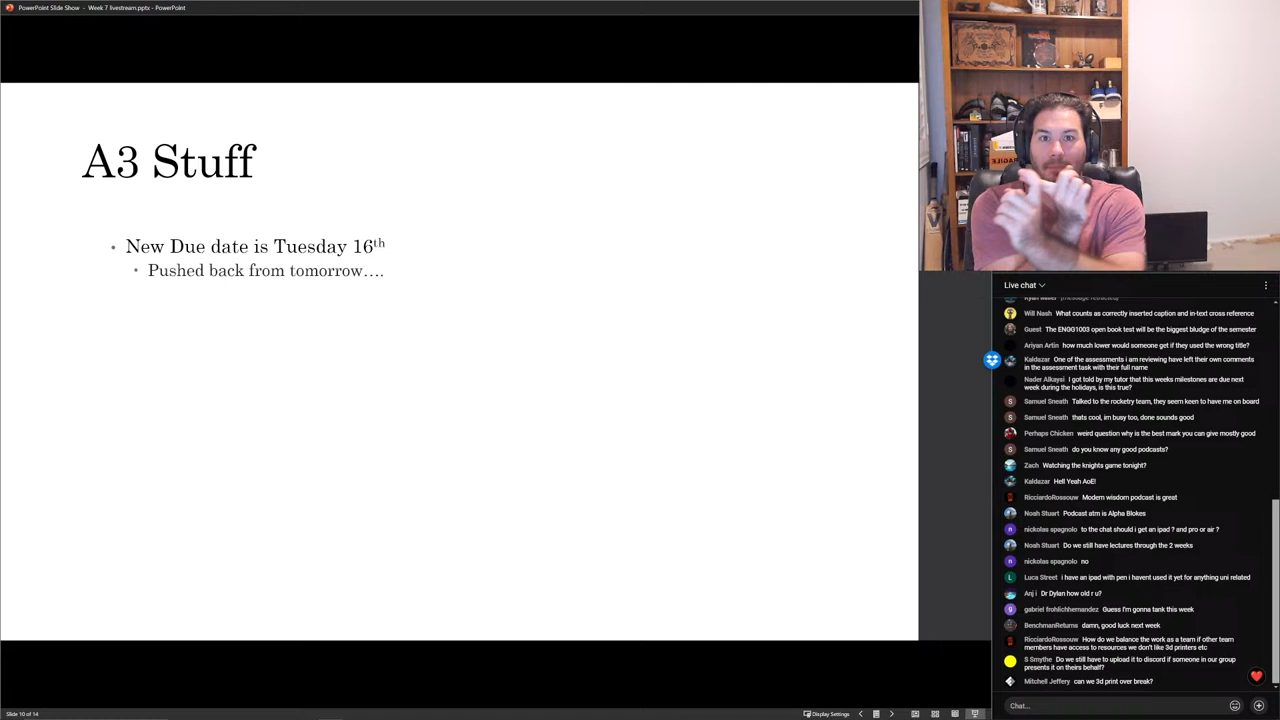 PowerPoint Slide Show - Week 7 livestream.pptx - PowerPoint
A3 Stuff
• New Due date is Tuesday 16th
• Pushed back from tomorrow….
FRAGILE
Live chat
Will Nash What counts as correctly inserted caption and in-text cross reference
Guest The ENGG1003 open book test will be the biggest bludge of the semester
Ariyan Artin how much lower would someone get if they used the wrong title?
Kaldazar One of the assessments i am reviewing have left their own comments
in the assessment task with their full name
Nader Alkaysi I got told by my tutor that this weeks milestones are due next
week during the holidays, is this true?
Samuel Sneath Talked to the rocketry team, they seem keen to have me on board
Samuel Sneath thats cool, im busy too, done sounds good
Perhaps Chicken weird question why is the best mark you can give mostly good
Samuel Sneath do you know any good podcasts?
Zach Watching the knights game tonight?
Kaldazar Hell Yeah AoE!
RicciardoRossouw Modern wisdom podcast is great
Noah Stuart Podcast atm is Alpha Blokes
nickolas spagnolo to the chat should i get an ipad ? and pro or air ?
Noah Stuart Do we still have lectures through the 2 weeks
nickolas spagnolo no
Luca Street i have an ipad with pen i havent used it yet for anything uni related
Anj i Dr Dylan how old r u?
gabriel frohlichhernandez Guess I'm gonna tank this week
BenchmanReturns damn, good luck next week
RicciardoRossouw How do we balance the work as a team if other team
members have access to resources we don't like 3d printers etc
S Smythe Do we still have to upload it to discord if someone in our group
presents it on theirs behalf?
Mitchell Jeffery can we 3d print over break?
Chat...
Slide 10 of 14
Display Settings